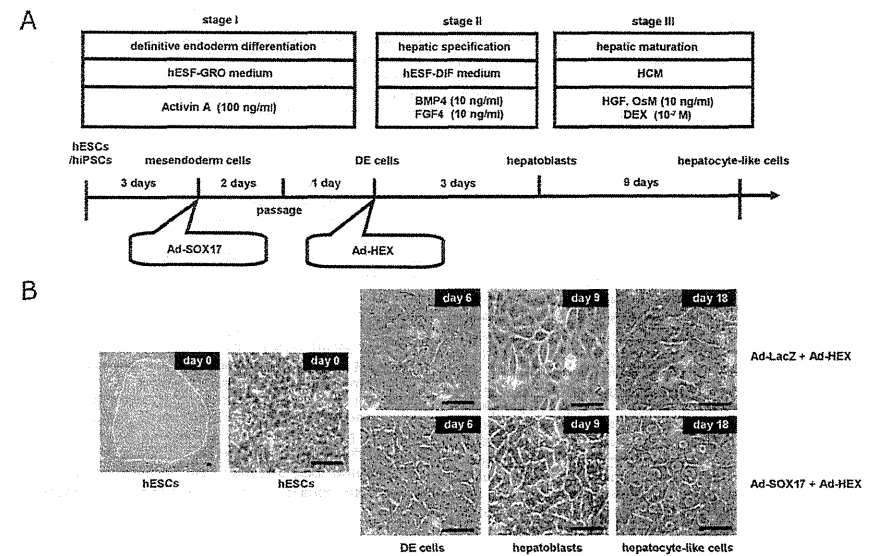 A
stage I
definitive endoderm differentiation
hESF-GRO medium
Activin A (100 ng/ml)
stage II
hepatic specification
hESF-DIF medium
BMP4 (10 ng/ml)
FGF4 (10 ng/ml)
stage III
hepatic maturation
HCM
HGF, OsM (10 ng/ml)
DEX (10⁻⁷ M)
hESCs
/hiPSCs
mesendoderm cells
DE cells
hepatoblasts
hepatocyte-like cells
3 days
2 days
1 day
3 days
9 days
passage
Ad-SOX17
Ad-HEX
B
day 0
day 0
hESCs
hESCs
day 6
day 9
day 18
Ad-LacZ + Ad-HEX
day 6
day 9
day 18
Ad-SOX17 + Ad-HEX
DE cells
hepatoblasts
hepatocyte-like cells